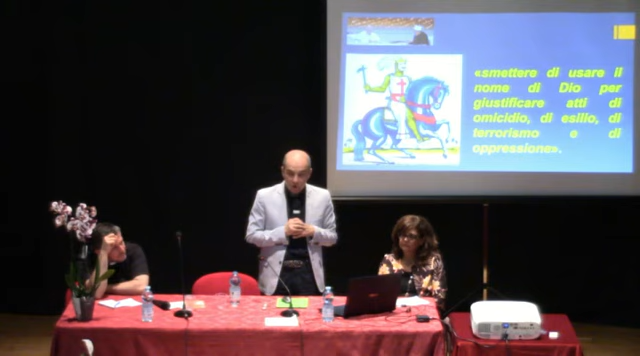 «smettere di usare il
nome di Dio per
giustificare atti di
omicidio, di esilio, di
terrorismo e di
oppressione».